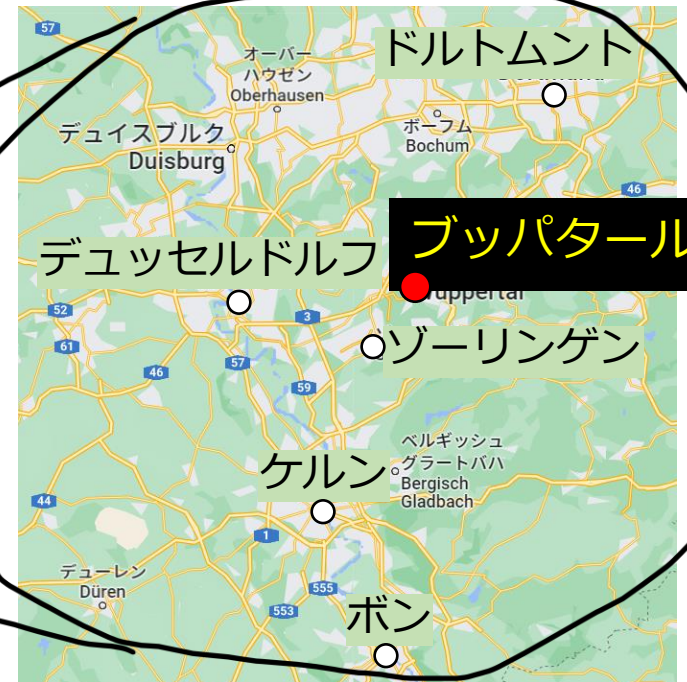 57
オーバー
ハウゼン
Oberhausen
ドルトムント
デュイスブルク
Duisburg
ボーフム
Bochum
46
ブッパタール
デュッセルドルフ
Wuppertal
52
3
61
ゾーリンゲン
57
46
59
ケルン
ベルギッシュ
グラートバハ
Bergisch
Gladbach
44
1
デューレン
Düren
555
553
ボン